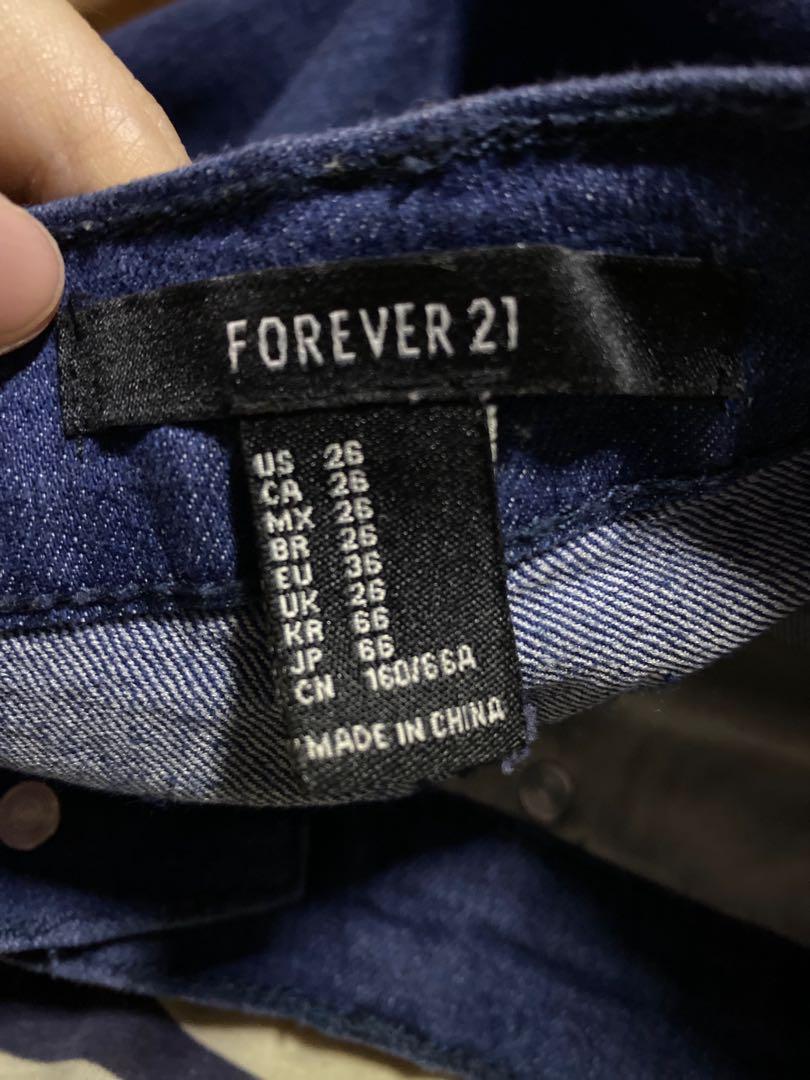 FOREVER 21
US 26
CA 26
MX 26
BR 26
EU 36
UK 26
KR 66
JP 66
CN 160/66A
MADE IN CHINA